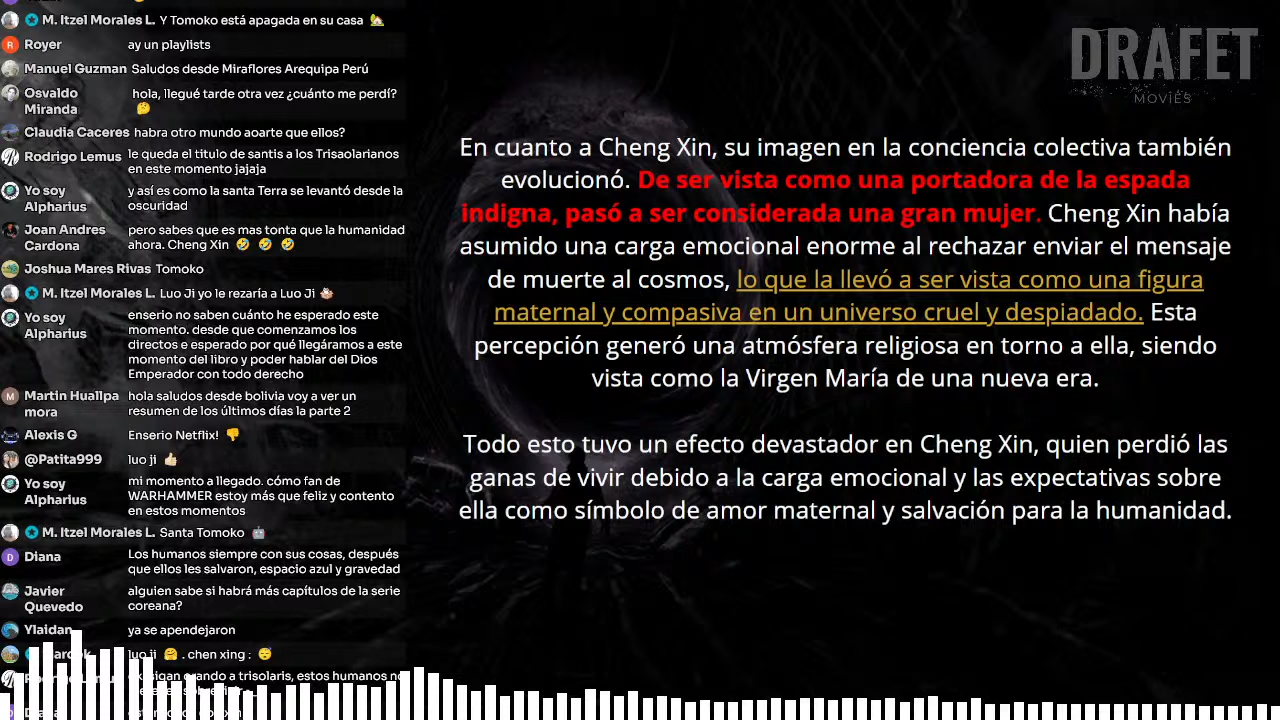 M. Itzel Morales L. Y Tomoko está apagada en su casa 🏡
R Royer ay un playlists
Manuel Guzman Saludos desde Miraflores Arequipa Perú
Osvaldo Miranda hola, llegué tarde otra vez ¿cuánto me perdí?
🤔
Claudia Caceres habra otro mundo aoarte que ellos?
Rodrigo Lemus le queda el titulo de santis a los Trisaolarianos
en este momento jajaja
Yo soy Alpharius y así es como la santa Terra se levantó desde la
oscuridad
Joan Andres Cardona pero sabes que es mas tonta que la humanidad
ahora. Cheng Xin 🤣 🤣 🤣
Joshua Mares Rivas Tomoko
M. Itzel Morales L. Luo Ji yo le rezaría a Luo Ji
Yo soy Alpharius enserio no saben cuánto he esperado este
momento. desde que comenzamos los
directos e esperado por qué llegáramos a este
momento del libro y poder hablar del Dios
Emperador con todo derecho
M Martin Huallpa mora hola saludos desde bolivia voy a ver un
resumen de los últimos días la parte 2
Alexis G Enserio Netflix! 👎
@Patita999 luo ji 👍🏻
Yo soy Alpharius mi momento a llegado. cómo fan de
WARHAMMER estoy más que feliz y contento
en estos momentos
M. Itzel Morales L. Santa Tomoko 🤖
D Diana Los humanos siempre con sus cosas, después
que ellos les salvaron, espacio azul y gravedad
Javier Quevedo alguien sabe si habrá más capítulos de la serie
coreana?
Ylaidan ya se apendejaron
luo ji 🤗 . chen xing : 😴
orando a trisolaris, estos humanos
DRAFET
MOVIES
En cuanto a Cheng Xin, su imagen en la conciencia colectiva también
evolucionó. De ser vista como una portadora de la espada
indigna, pasó a ser considerada una gran mujer. Cheng Xin había
asumido una carga emocional enorme al rechazar enviar el mensaje
de muerte al cosmos, lo que la llevó a ser vista como una figura
maternal y compasiva en un universo cruel y despiadado. Esta
percepción generó una atmósfera religiosa en torno a ella, siendo
vista como la Virgen María de una nueva era.
Todo esto tuvo un efecto devastador en Cheng Xin, quien perdió las
ganas de vivir debido a la carga emocional y las expectativas sobre
ella como símbolo de amor maternal y salvación para la humanidad.